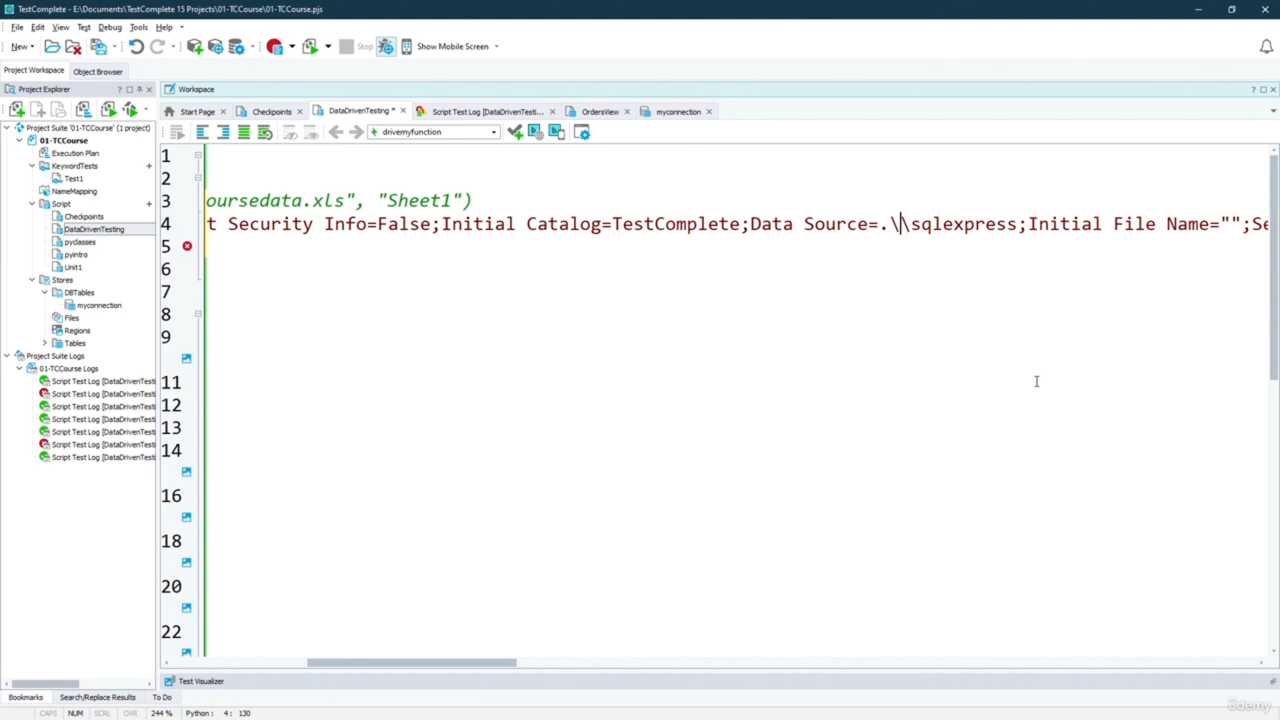 TestComplete - E:\Documents\TestComplete 15 Projects\01-TCCourse\01-TCCourse.pjs
File Edit View Test Debug Tools Help
New Stop Show Mobile Screen
Project Workspace Object Browser
Project Explorer Workspace
Start Page Checkpoints DataDrivenTesting * Script Test Log [DataDrivenTesti... OrdersView myconnection
drivemyfunction
Project Suite '01-TCCourse' (1 project)
01-TCCourse
Execution Plan
KeywordTests
Test1
NameMapping
Script
Checkpoints
DataDrivenTesting
pyclasses
pyintro
Unit1
Stores
DBTables
myconnection
Files
Regions
Tables
Project Suite Logs
01-TCCourse Logs
Script Test Log [DataDrivenTesti
Script Test Log [DataDrivenTesti
Script Test Log [DataDrivenTesti
Script Test Log [DataDrivenTesti
Script Test Log [DataDrivenTesti
Script Test Log [DataDrivenTesti
Script Test Log [DataDrivenTesti
1
2
3 oursedata.xls", "Sheet1")
4 t Security Info=False;Initial Catalog=TestComplete;Data Source=.\\sqlexpress;Initial File Name="";Se
5
6
7
8
9
11
12
13
14
16
18
20
22
Test Visualizer
Bookmarks Search/Replace Results To Do
CAPS NUM SCRL OVR 244 % Python : 4: 130
ûdemy